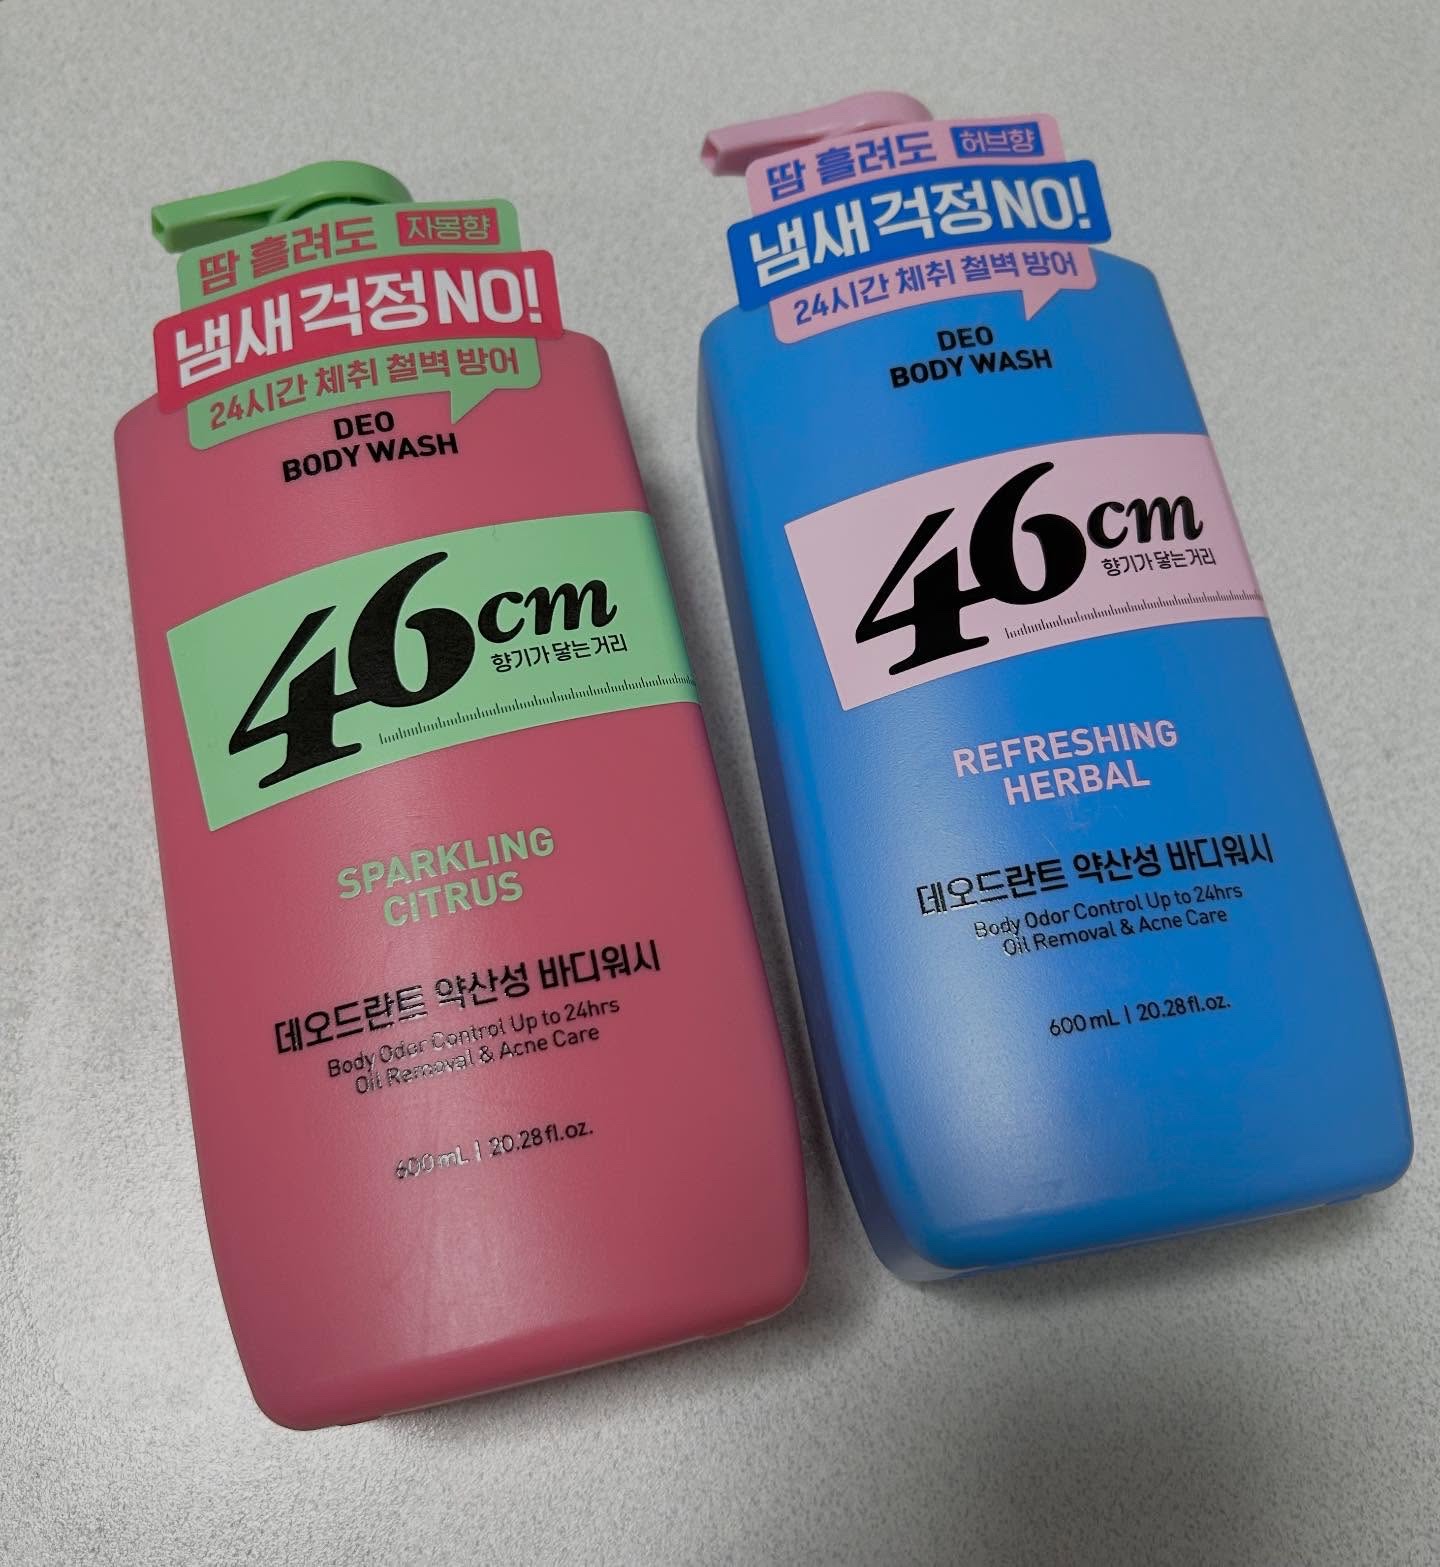 땀 흘려도 자몽향
냄새걱정NO!
24시간 체취 철벽 방어
DEO
BODY WASH
46cm
향기가 닿는거리
SPARKLING
CITRUS
데오드란트 약산성 바디워시
Body Odor Control Up to 24hrs
Oil Removal & Acne Care
600mL | 20.28fl.oz.
땀 흘려도 허브향
냄새걱정NO!
24시간 체취 철벽 방어
DEO
BODY WASH
46cm
향기가 닿는거리
REFRESHING
HERBAL
데오드란트 약산성 바디워시
Body Odor Control Up to 24hrs
Oil Removal & Acne Care
600mL | 20.28fl.oz.